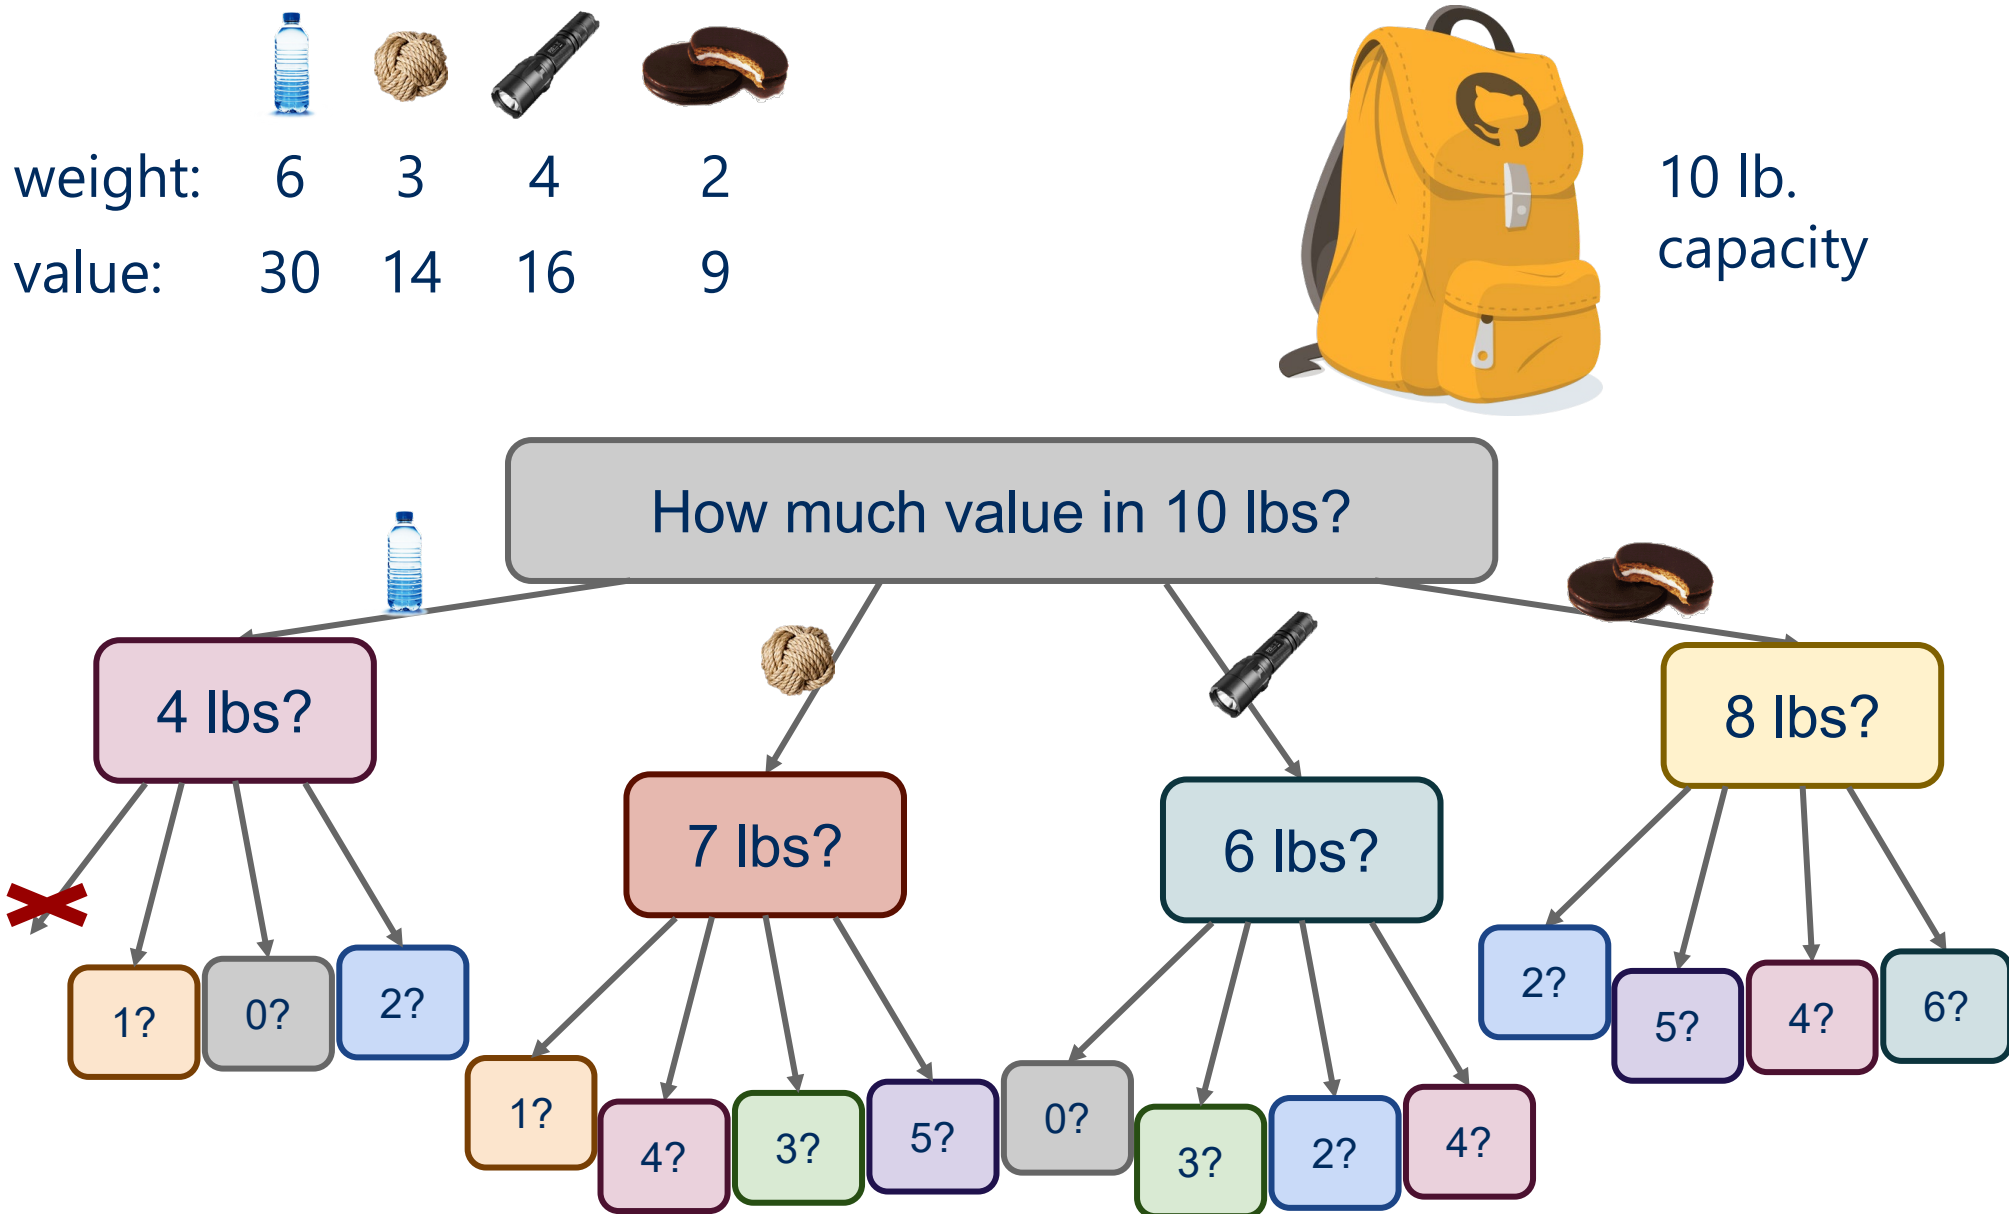 weight: 6 3 4 2
value: 30 14 16 9
10 lb.
capacity
How much value in 10 lbs?
4 lbs?
7 lbs?
6 lbs?
8 lbs?
1?
0?
2?
1?
4?
3?
5?
0?
3?
2?
4?
2?
5?
4?
6?